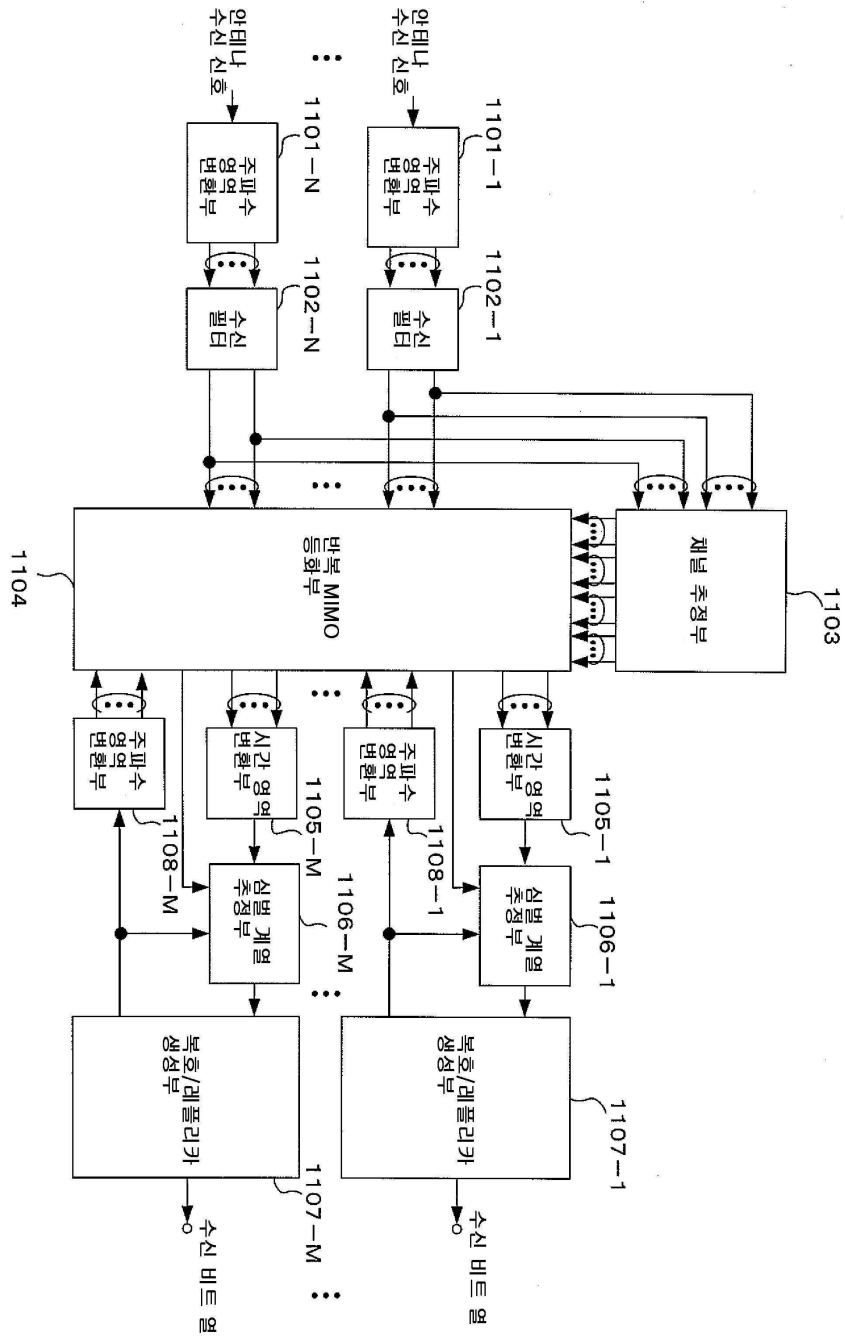 안테나
수신 신호
1101-1
주파수
영역
변환부
1102-1
수신
필터
1103
채널 추정부
안테나
수신 신호
1101-N
주파수
영역
변환부
1102-N
수신
필터
1104
반복 MIMO
등화부
1105-1
시간 영역
변환부
1106-1
심벌 계열
추정부
1107-1
복호/레플리카
생성부
수신 비트 열
1108-1
주파수
영역
변환부
1105-M
시간 영역
변환부
1106-M
심벌 계열
추정부
1107-M
복호/레플리카
생성부
수신 비트 열
1108-M
주파수
영역
변환부